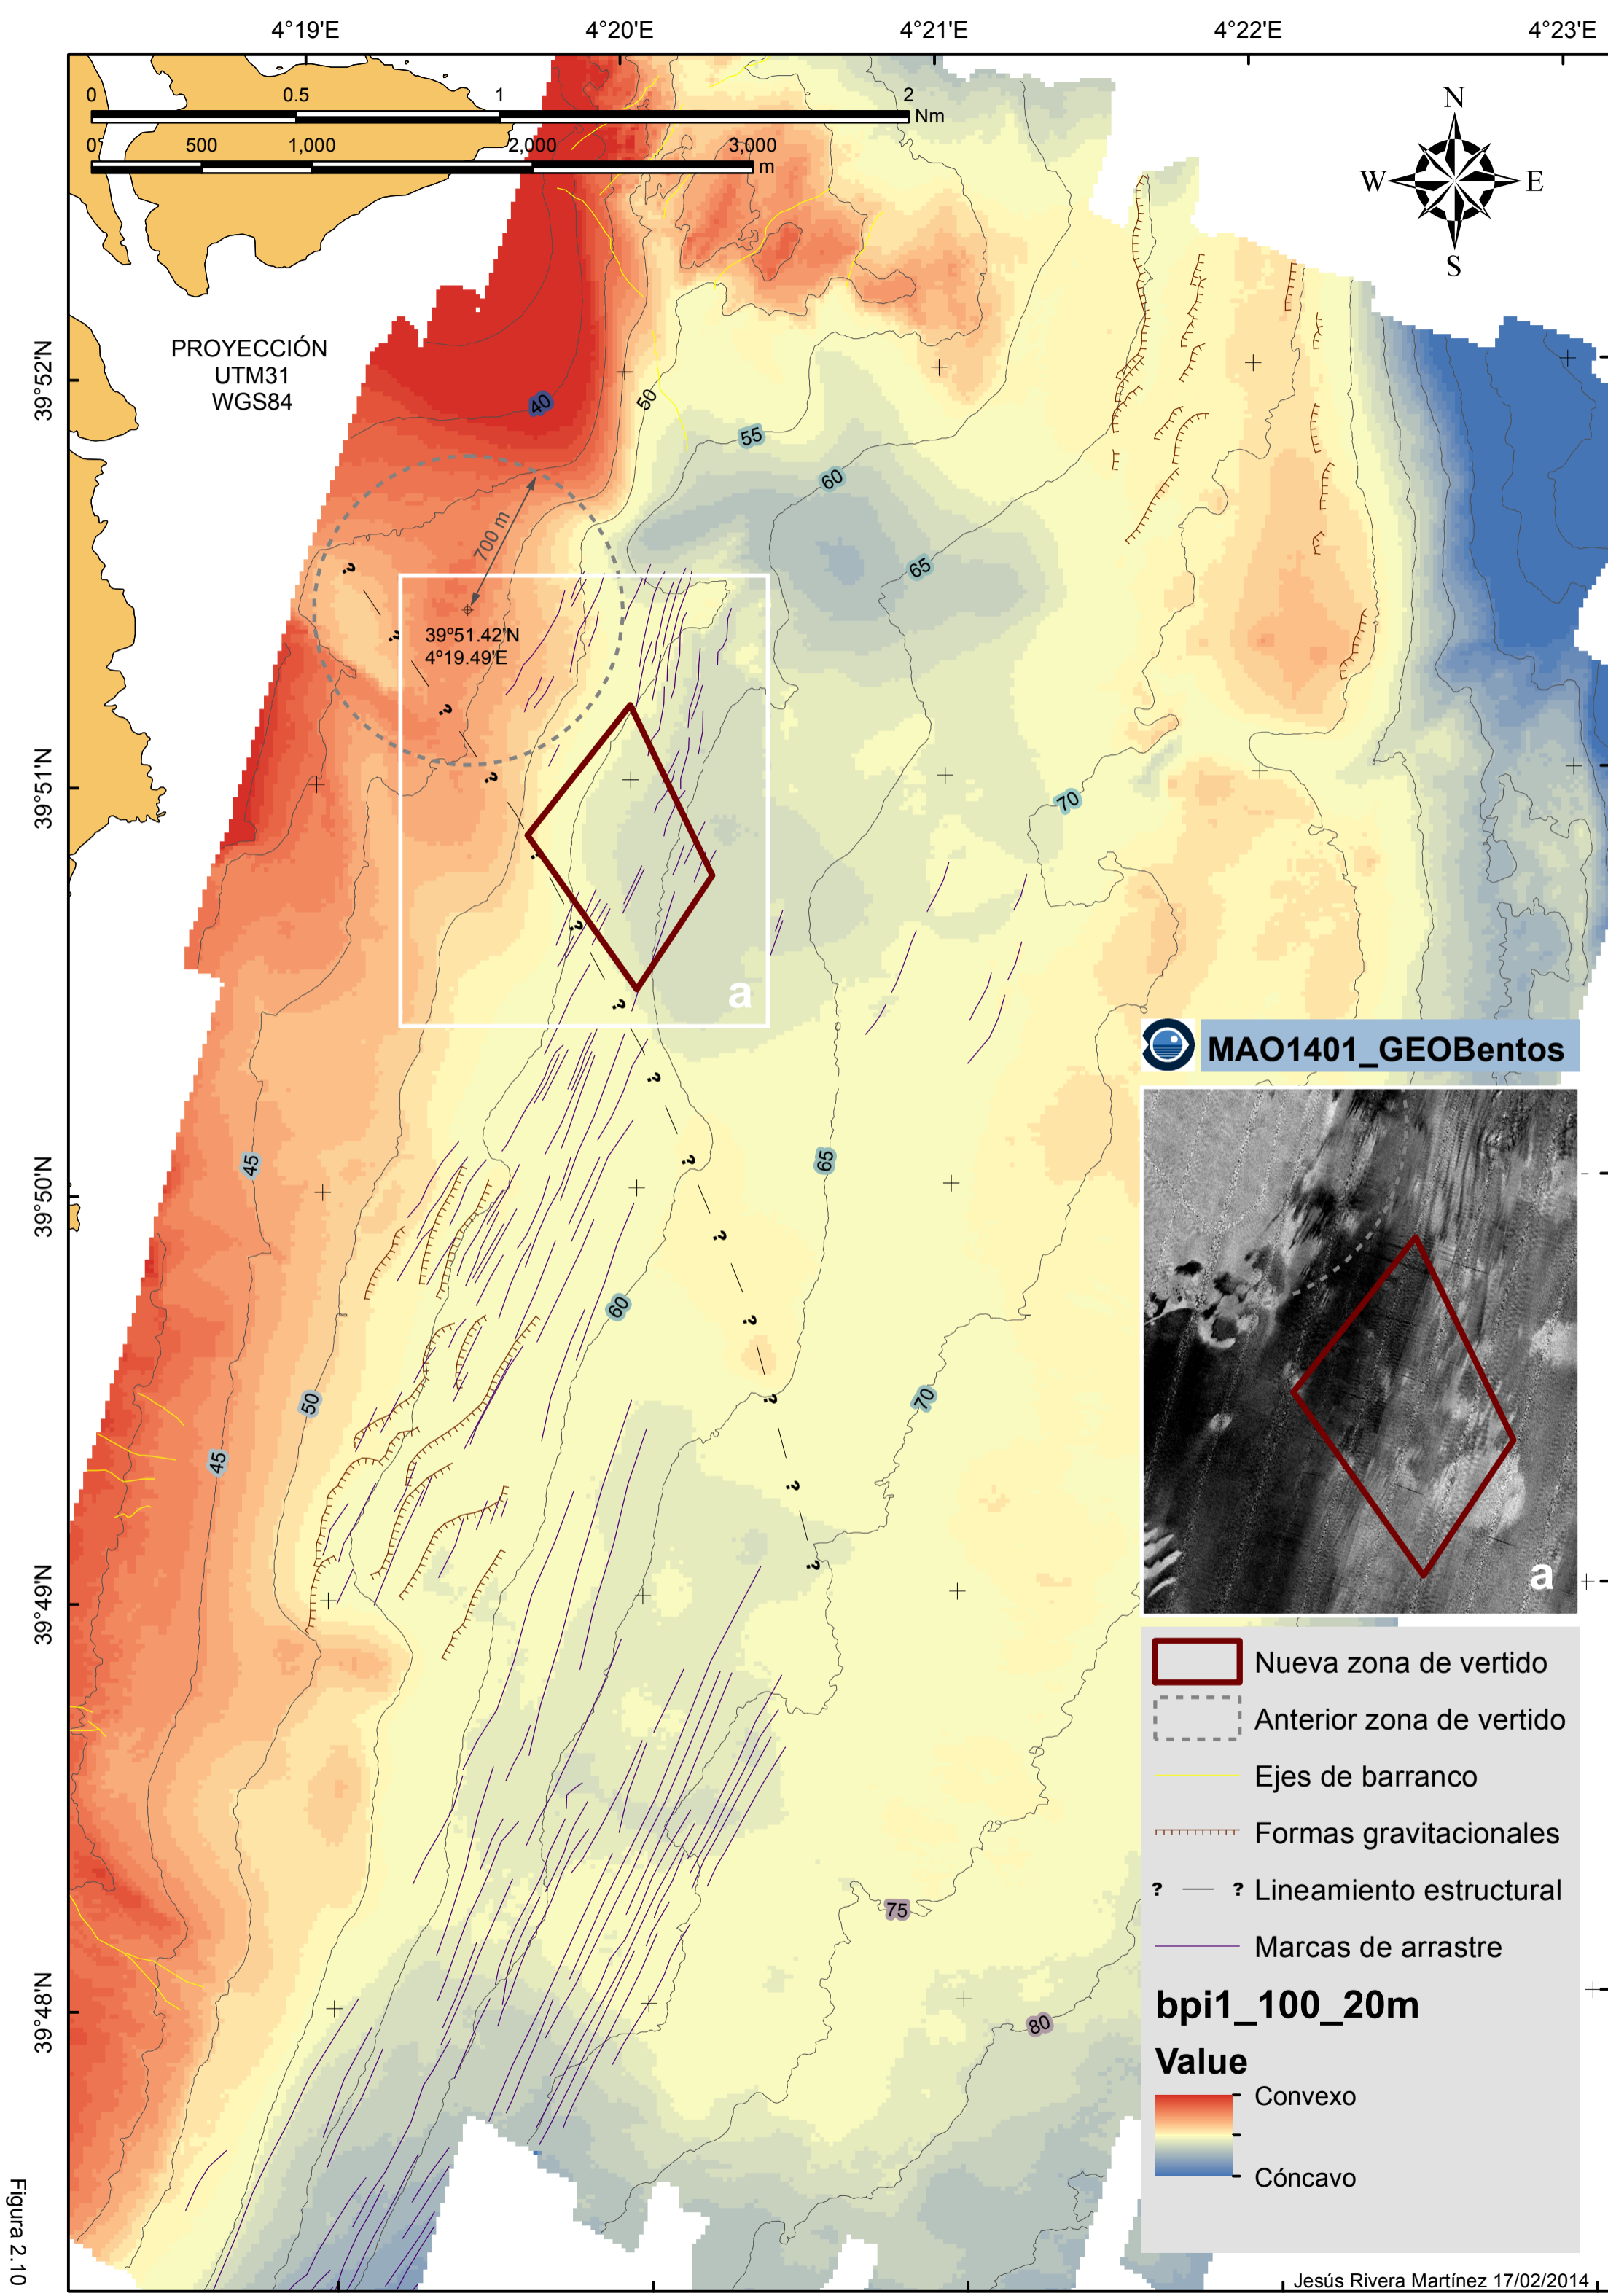 4°19'E 4°20'E 4°21'E 4°22'E 4°23'E
0 0.5 1 2
Nm
0 500 1,000 2,000 3,000
m
N
W E
S
PROYECCIÓN
UTM31
WGS84
39°52'N
40
50
55
60
65
700 m
?
?
39º51.42'N
4º19.49'E
?
?
39°51'N
70
?
?
a
?
MAO1401_GEOBentos
?
45
65
?
39°50'N
?
60
?
50
70
?
45
?
a
?
39°49'N
Nueva zona de vertido
Anterior zona de vertido
Ejes de barranco
Formas gravitacionales
? ? Lineamiento estructural
75
Marcas de arrastre
39°48'N
80
bpi1_100_20m
Value
Convexo
Cóncavo
Figura 2.10
Jesús Rivera Martínez 17/02/2014